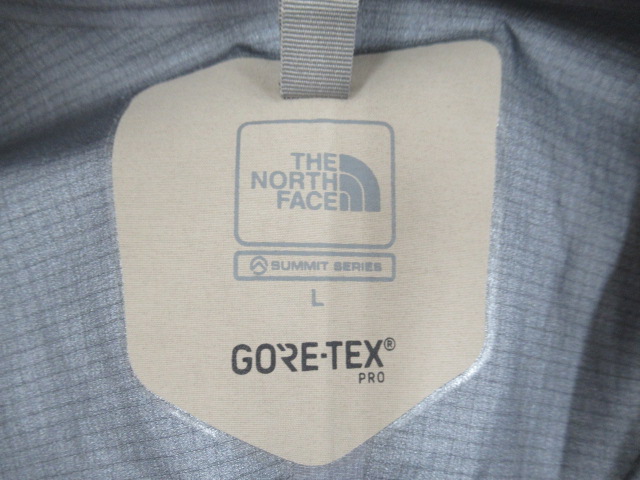 THE
NORTH
FACE
SUMMIT SERIES
L
GORE-TEX®
PRO